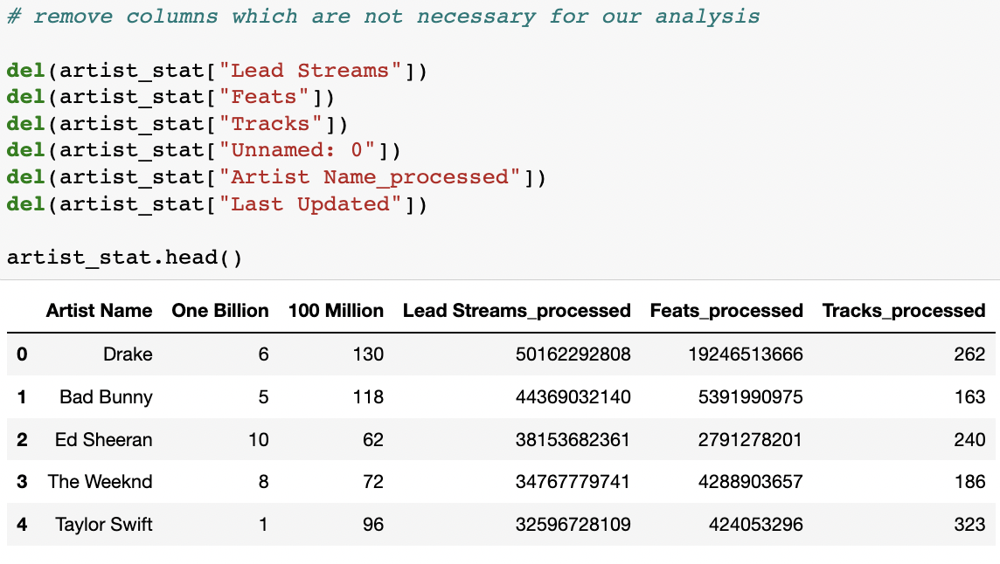 # remove columns which are not necessary for our analysis
del(artist_stat["Lead Streams"])
del(artist_stat["Feats"])
del(artist_stat["Tracks"])
del(artist_stat["Unnamed: 0"])
del(artist_stat["Artist Name_processed"])
del(artist_stat["Last Updated"])
artist_stat.head()
Artist Name One Billion 100 Million Lead Streams_processed Feats_processed Tracks_processed
0 Drake 6 130 50162292808 19246513666 262
1 Bad Bunny 5 118 44369032140 5391990975 163
2 Ed Sheeran 10 62 38153682361 2791278201 240
3 The Weeknd 8 72 34767779741 4288903657 186
4 Taylor Swift 1 96 32596728109 424053296 323